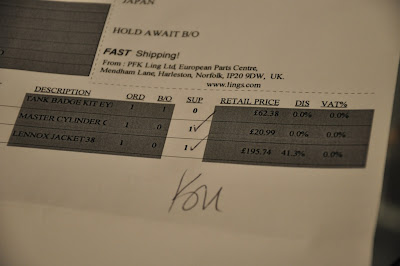 JAPAN
HOLD AWAIT B/O
FAST Shipping!
From : PFK Ling Ltd, European Parts Centre,
Mendham Lane, Harleston, Norfolk, IP20 9DW, UK.
www.lings.com
DESCRIPTION ORD B/O SUP RETAIL PRICE DIS VAT%
TANK BADGE KIT EY 1 1 0 £62.38 0.0% 0.0%
MASTER CYLINDER C 1 0 1 £20.99 0.0% 0.0%
LENNOX JACKET 38 1 0 1 £195.74 41.3% 0.0%